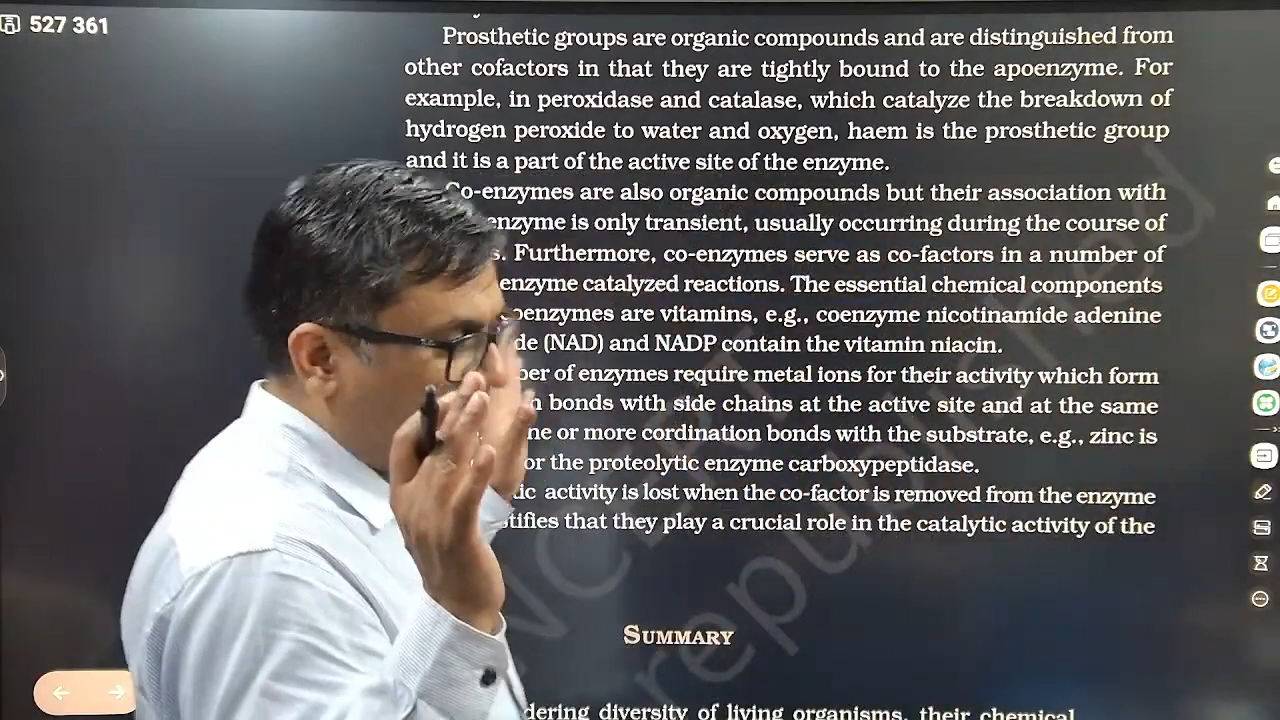 527 361
Prosthetic groups are organic compounds and are distinguished from
other cofactors in that they are tightly bound to the apoenzyme. For
example, in peroxidase and catalase, which catalyze the breakdown of
hydrogen peroxide to water and oxygen, haem is the prosthetic group
and it is a part of the active site of the enzyme.
Co-enzymes are also organic compounds but their association with
enzyme is only transient, usually occurring during the course of
s. Furthermore, co-enzymes serve as co-factors in a number of
enzyme catalyzed reactions. The essential chemical components
oenzymes are vitamins, e.g., coenzyme nicotinamide adenine
de (NAD) and NADP contain the vitamin niacin.
ber of enzymes require metal ions for their activity which form
n bonds with side chains at the active site and at the same
ne or more cordination bonds with the substrate, e.g., zinc is
or the proteolytic enzyme carboxypeptidase.
ic activity is lost when the co-factor is removed from the enzyme
tifies that they play a crucial role in the catalytic activity of the
SUMMARY
dering diversity of living organisms, their chemical
NCERT
republished